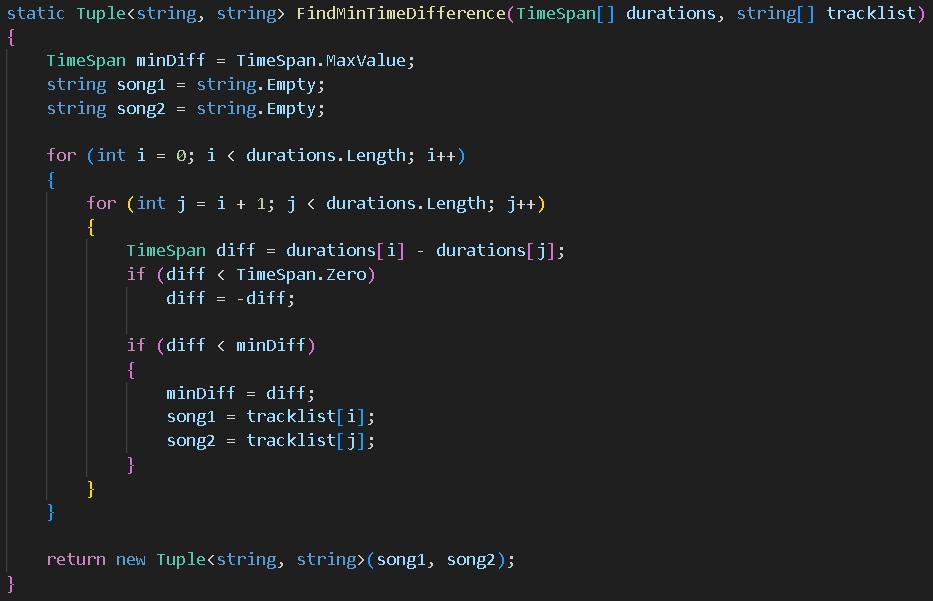 static Tuple<string, string> FindMinTimeDifference(TimeSpan[] durations, string[] tracklist)
{
    TimeSpan minDiff = TimeSpan.MaxValue;
    string song1 = string.Empty;
    string song2 = string.Empty;

    for (int i = 0; i < durations.Length; i++)
    {
        for (int j = i + 1; j < durations.Length; j++)
        {
            TimeSpan diff = durations[i] - durations[j];
            if (diff < TimeSpan.Zero)
                diff = -diff;

            if (diff < minDiff)
            {
                minDiff = diff;
                song1 = tracklist[i];
                song2 = tracklist[j];
            }
        }
    }

    return new Tuple<string, string>(song1, song2);
}